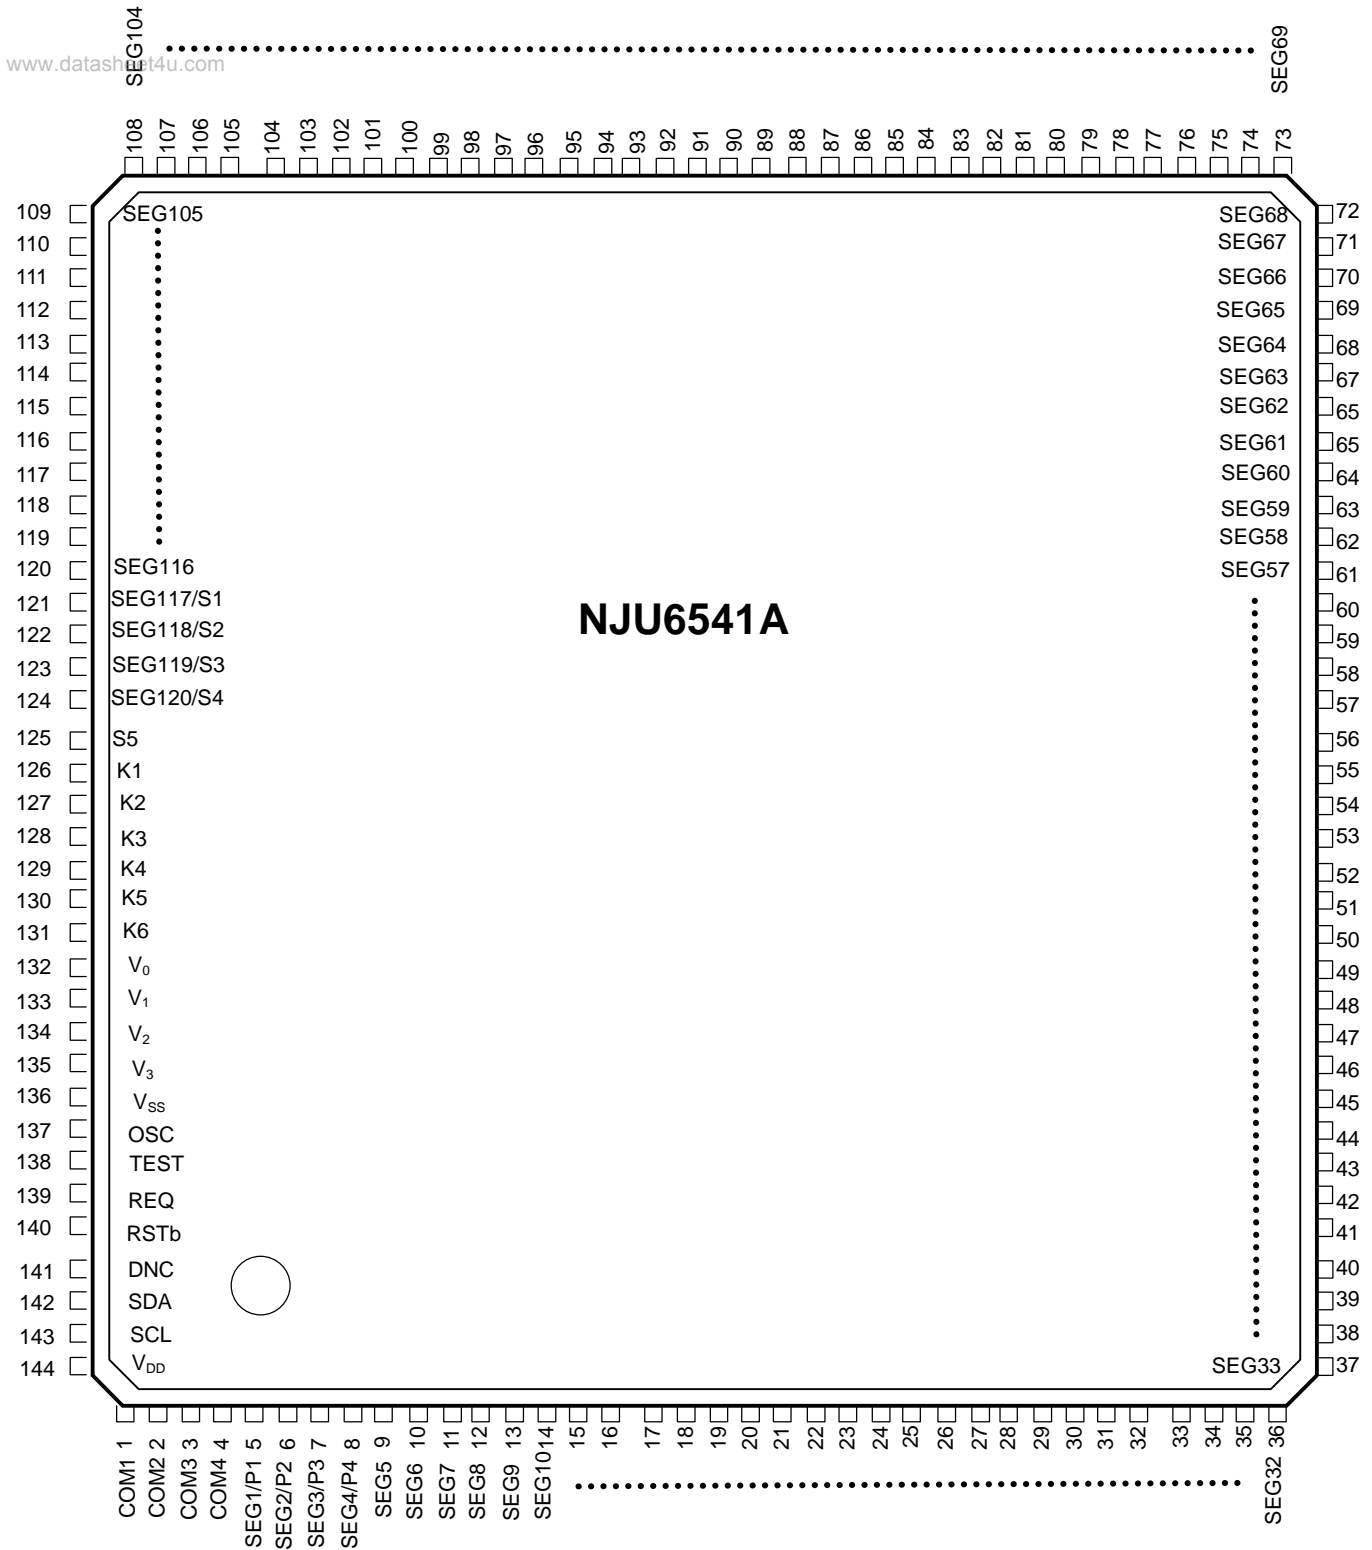 SEG104
SEG69
www.datasheet4u.com
108 107 106 105 104 103 102 101 100 99 98 97 96 95 94 93 92 91 90 89 88 87 86 85 84 83 82 81 80 79 78 77 76 75 74 73
109 SEG105 SEG68 72
110 SEG67 71
111 SEG66 70
112 SEG65 69
113 SEG64 68
114 SEG63 67
115 SEG62 65
116 SEG61 65
117 SEG60 64
118 SEG59 63
119 SEG58 62
120 SEG116 SEG57 61
121 SEG117/S1 60
NJU6541A
122 SEG118/S2 59
123 SEG119/S3 58
124 SEG120/S4 57
125 S5 56
126 K1 55
127 K2 54
128 K3 53
129 K4 52
130 K5 51
131 K6 50
132 V0 49
133 V1 48
134 V2 47
135 V3 46
136 VSS 45
137 OSC 44
138 TEST 43
139 REQ 42
140 RSTb 41
141 DNC 40
142 SDA 39
143 SCL 38
144 VDD SEG33 37
COM1 1
COM2 2
COM3 3
COM4 4
SEG1/P1 5
SEG2/P2 6
SEG3/P3 7
SEG4/P4 8
SEG5 9
SEG6 10
SEG7 11
SEG8 12
SEG9 13
SEG10 14
15 16 17 18 19 20 21 22 23 24 25 26 27 28 29 30 31 32 33 34 35
SEG32 36